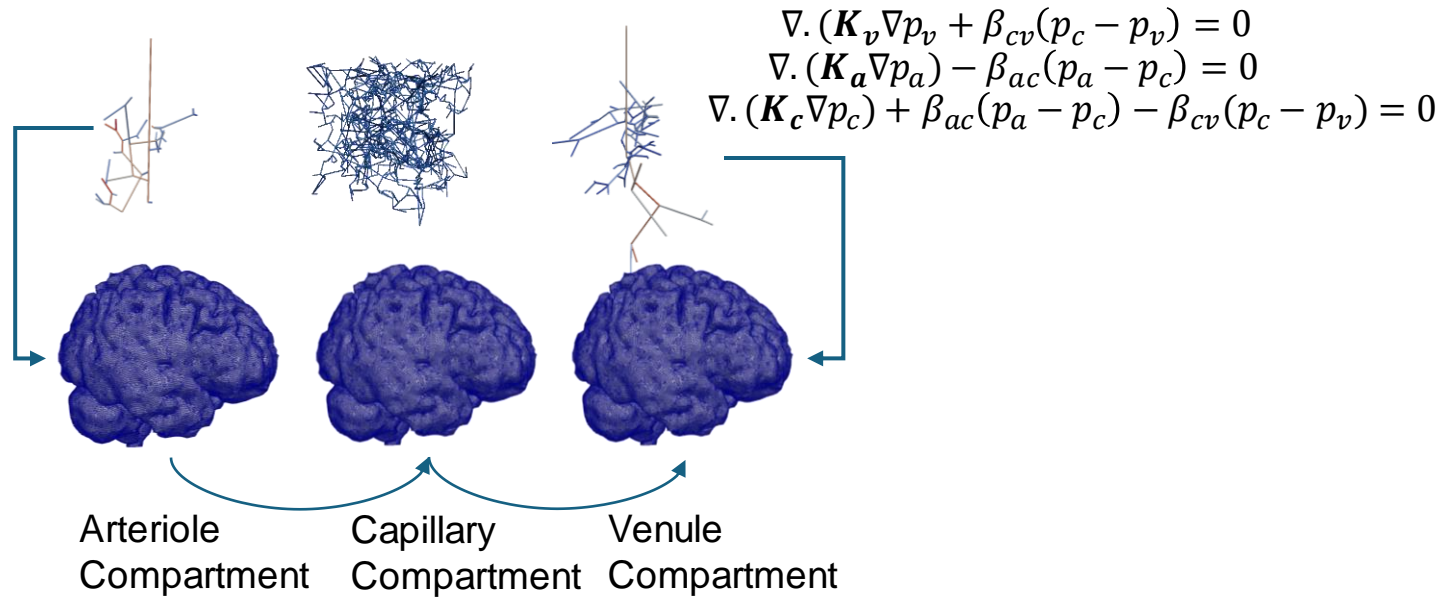 ∇. (𝑲𝒗∇𝑝𝑣 + 𝛽𝑐𝑣(𝑝𝑐 − 𝑝𝑣) = 0
∇. (𝑲𝒂∇𝑝𝑎) − 𝛽𝑎𝑐(𝑝𝑎 − 𝑝𝑐) = 0
∇. (𝑲𝒄∇𝑝𝑐) + 𝛽𝑎𝑐(𝑝𝑎 − 𝑝𝑐) − 𝛽𝑐𝑣(𝑝𝑐 − 𝑝𝑣) = 0
Arteriole
Compartment
Capillary
Compartment
Venule
Compartment